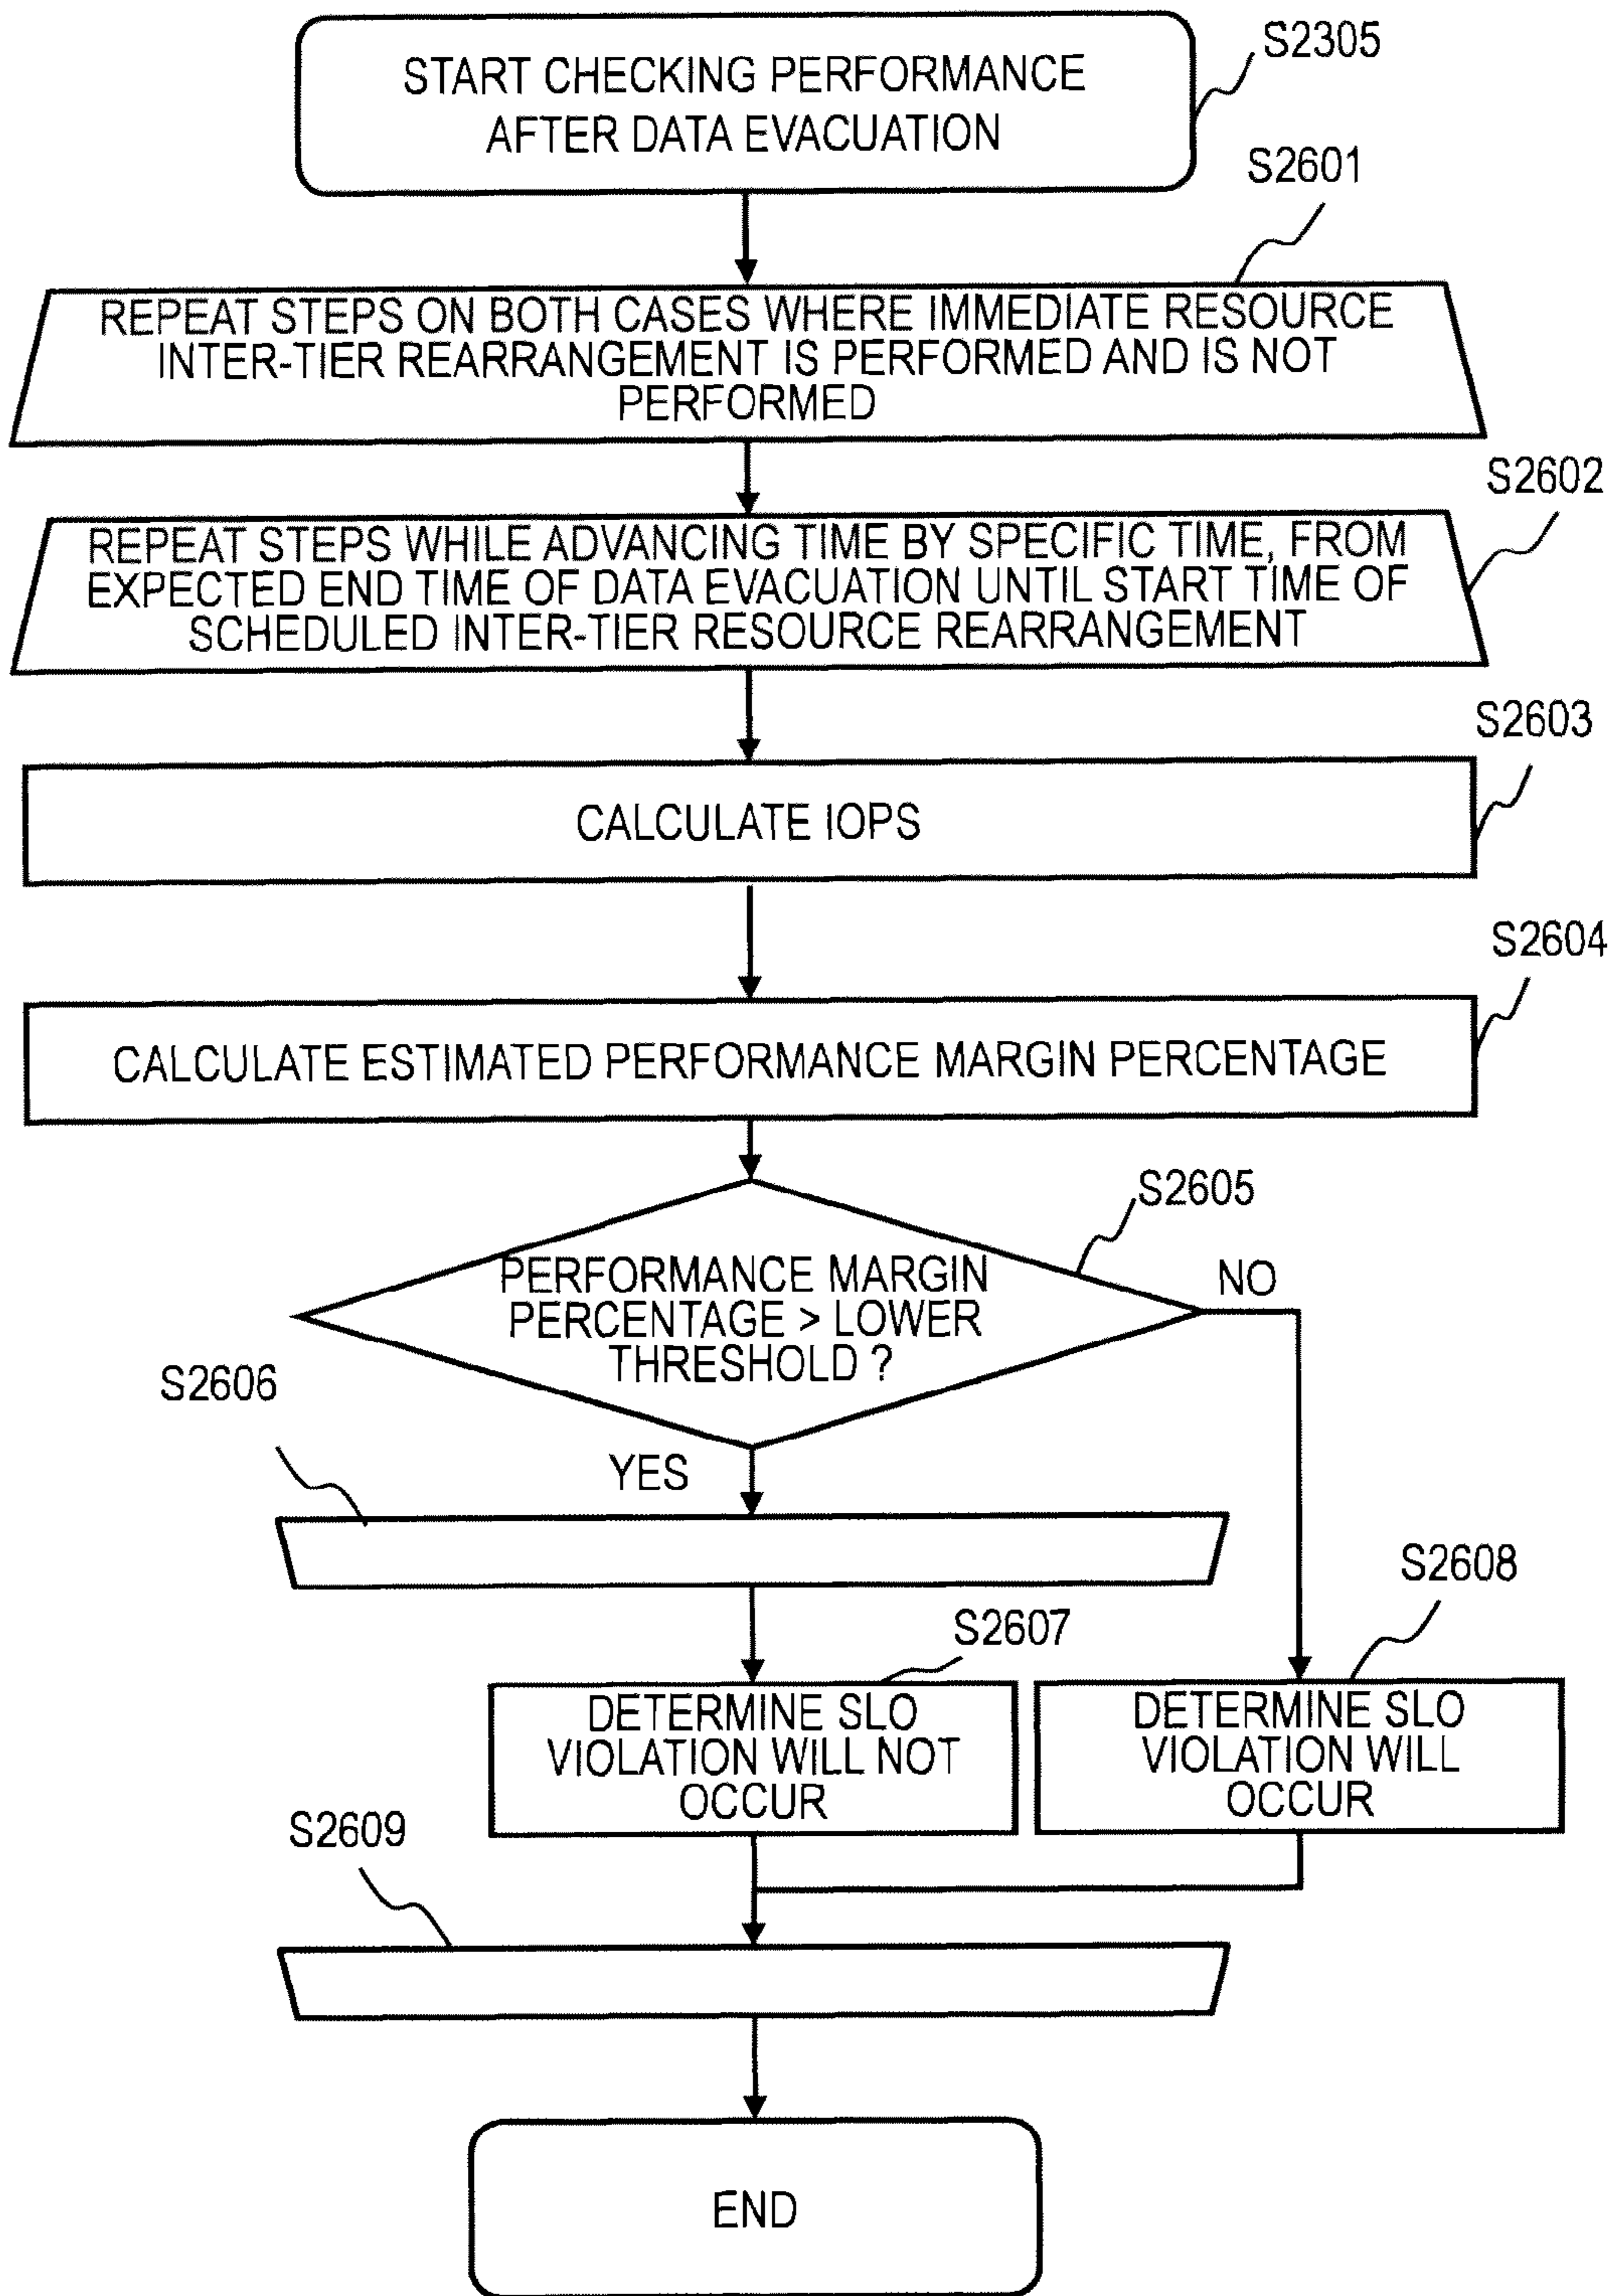 START CHECKING PERFORMANCE
AFTER DATA EVACUATION
S2305
S2601
REPEAT STEPS ON BOTH CASES WHERE IMMEDIATE RESOURCE
INTER-TIER REARRANGEMENT IS PERFORMED AND IS NOT
PERFORMED
S2602
REPEAT STEPS WHILE ADVANCING TIME BY SPECIFIC TIME, FROM
EXPECTED END TIME OF DATA EVACUATION UNTIL START TIME OF
SCHEDULED INTER-TIER RESOURCE REARRANGEMENT
S2603
CALCULATE IOPS
S2604
CALCULATE ESTIMATED PERFORMANCE MARGIN PERCENTAGE
S2605
PERFORMANCE MARGIN
PERCENTAGE > LOWER
THRESHOLD ?
NO
S2606
YES
S2608
S2607
DETERMINE SLO
VIOLATION WILL NOT
OCCUR
DETERMINE SLO
VIOLATION WILL
OCCUR
S2609
END